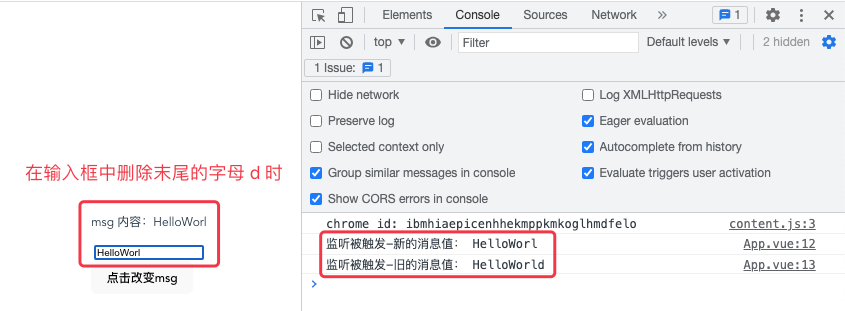 Elements Console Sources Network » 1
top ▼ Filter Default levels ▼ 2 hidden
1 Issue: 1
Hide network Log XMLHttpRequests
Preserve log Eager evaluation
Selected context only Autocomplete from history
Group similar messages in console Evaluate triggers user activation
Show CORS errors in console
在输入框中删除末尾的字母 d 时
msg 内容：HelloWorl
HelloWorl
点击改变msg
chrome id: ibmhiaepicenhhekmppkmkoglhmdfelo content.js:3
监听被触发-新的消息值： HelloWorl App.vue:12
监听被触发-旧的消息值： HelloWorld App.vue:13
>